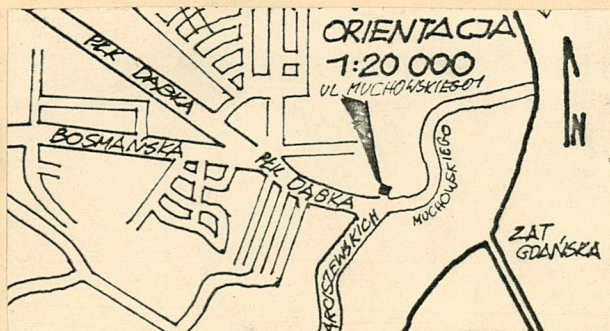 ORIENTACJA
1:20 000
UL. MUCHOWSKIEGO 1
PŁK DĄBKA
BOSMAŃSKA
PŁK DĄBKA
MUCHOWSKIEGO
N
ZAT
GDAŃSKA